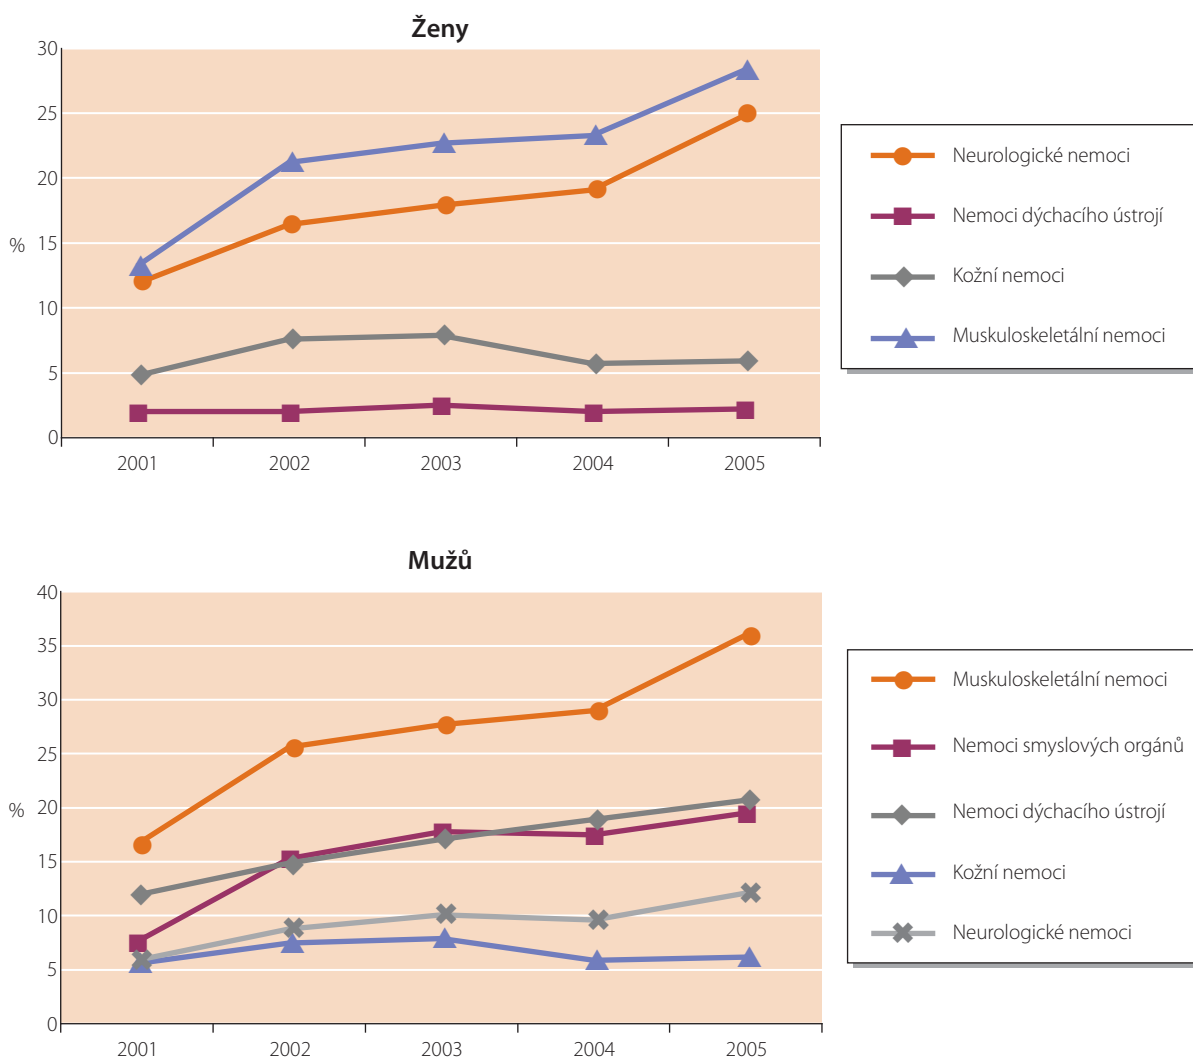 Ženy
30
25
20
15
%
10
5
0
2001 2002 2003 2004 2005
Neurologické nemoci
Nemoci dýchacího ústrojí
Kožní nemoci
Muskuloskeletální nemoci
Mužů
40
35
30
25
20
%
15
10
5
0
2001 2002 2003 2004 2005
Muskuloskeletální nemoci
Nemoci smyslových orgánů
Nemoci dýchacího ústrojí
Kožní nemoci
Neurologické nemoci